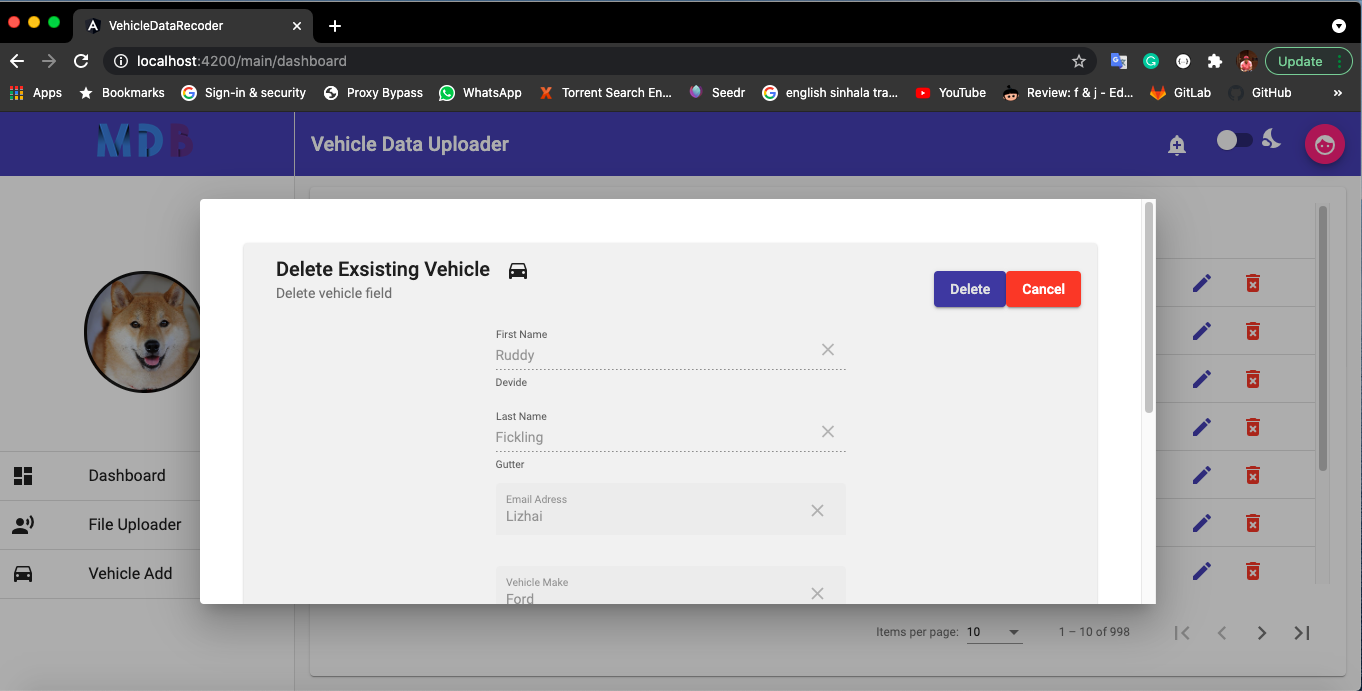 VehicleDataRecoder
localhost:4200/main/dashboard
Update
Apps
Bookmarks
Sign-in & security
Proxy Bypass
WhatsApp
Torrent Search En...
Seedr
english sinhala tra...
YouTube
Review: f & j - Ed...
GitLab
GitHub
»
MDB
Vehicle Data Uploader
Dashboard
File Uploader
Vehicle Add
Delete Exsisting Vehicle
Delete vehicle field
Delete
Cancel
First Name
Ruddy
Devide
Last Name
Fickling
Gutter
Email Adress
Lizhai
Vehicle Make
Ford
Items per page: 10
1 – 10 of 998